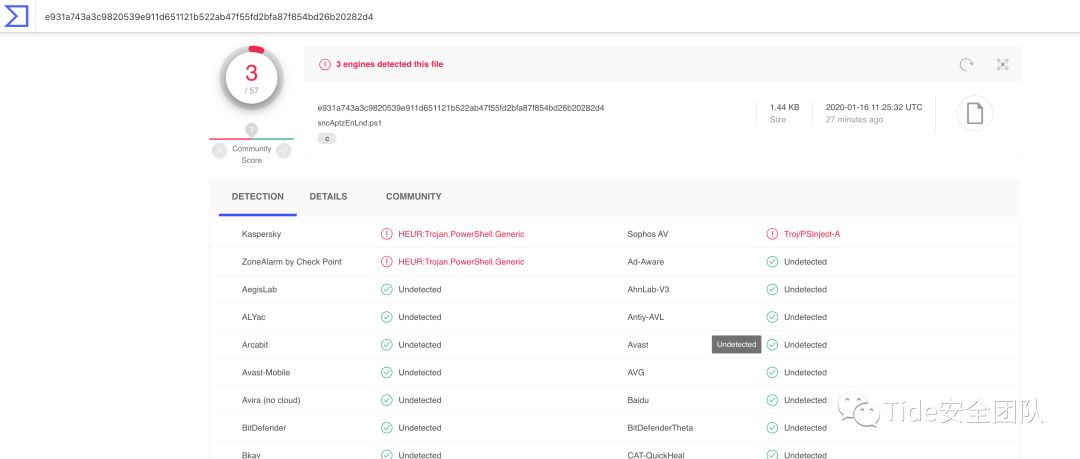 e931a743a3c9820539e911d651121b522ab47f55fd2bfa87f854bd26b20282d4
3
/ 57
?
Community
Score
3 engines detected this file
e931a743a3c9820539e911d651121b522ab47f55fd2bfa87f854bd26b20282d4
sncAptzEnLnd.ps1
c
1.44 KB
Size
2020-01-16 11:25:32 UTC
27 minutes ago
DETECTION DETAILS COMMUNITY
Kaspersky HEUR:Trojan.PowerShell.Generic Sophos AV Troj/PSInject-A
ZoneAlarm by Check Point HEUR:Trojan.PowerShell.Generic Ad-Aware Undetected
AegisLab Undetected AhnLab-V3 Undetected
ALYac Undetected Antiy-AVL Undetected
Arcabit Undetected Avast Undetected Undetected
Avast-Mobile Undetected AVG Undetected
Avira (no cloud) Undetected Baidu Undetected
BitDefender Undetected BitDefenderTheta Undetected
Bkav Undetected CAT-QuickHeal Undetected
Tide安全团队